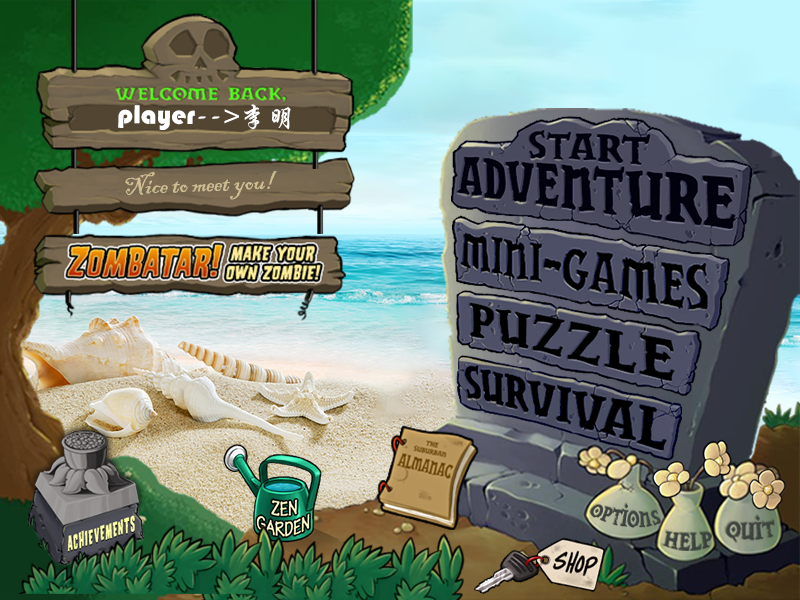 WELCOME BACK,
player-->李明
Nice to meet you!
ZOMBATAR! MAKE YOUR
OWN ZOMBIE!
START
ADVENTURE
MINI-GAMES
PUZZLE
SURVIVAL
THE
SUBURBAN
ALMANAC
ACHIEVEMENTS
ZEN
GARDEN
OPTIONS
HELP
QUIT
SHOP